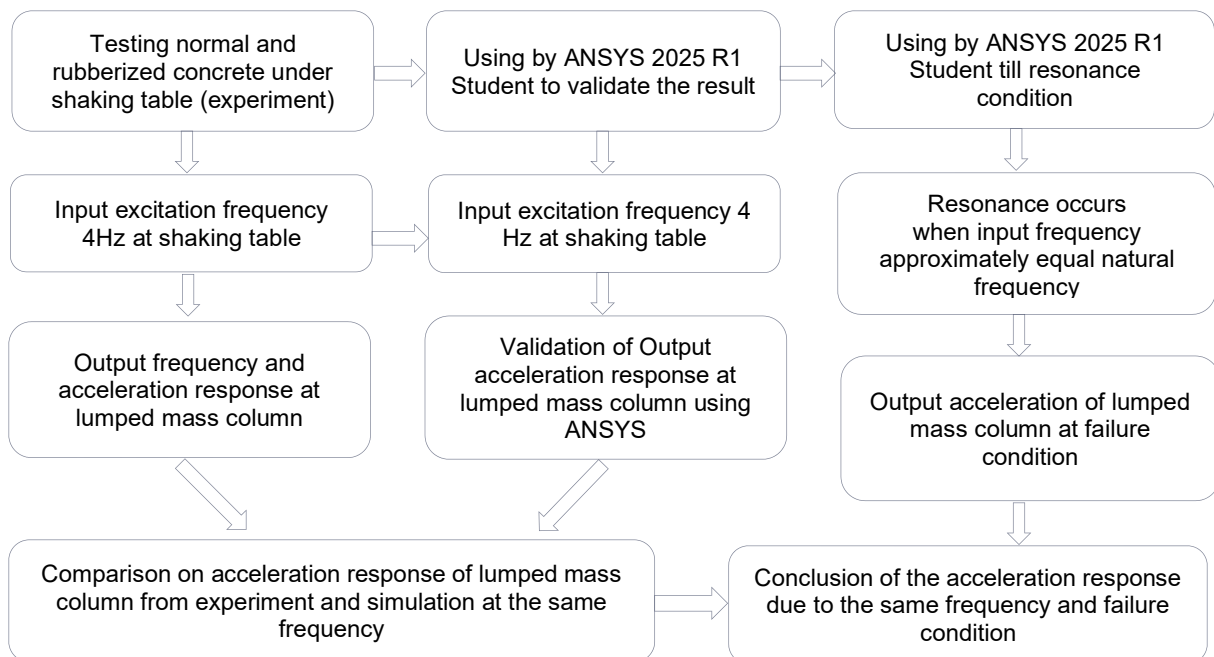 Testing normal and
rubberized concrete under
shaking table (experiment)
Using by ANSYS 2025 R1
Student to validate the result
Using by ANSYS 2025 R1
Student till resonance
condition
Input excitation frequency
4Hz at shaking table
Input excitation frequency 4
Hz at shaking table
Resonance occurs
when input frequency
approximately equal natural
frequency
Output frequency and
acceleration response at
lumped mass column
Validation of Output
acceleration response at
lumped mass column using
ANSYS
Output acceleration of lumped
mass column at failure
condition
Comparison on acceleration response of lumped mass
column from experiment and simulation at the same
frequency
Conclusion of the acceleration response
due to the same frequency and failure
condition